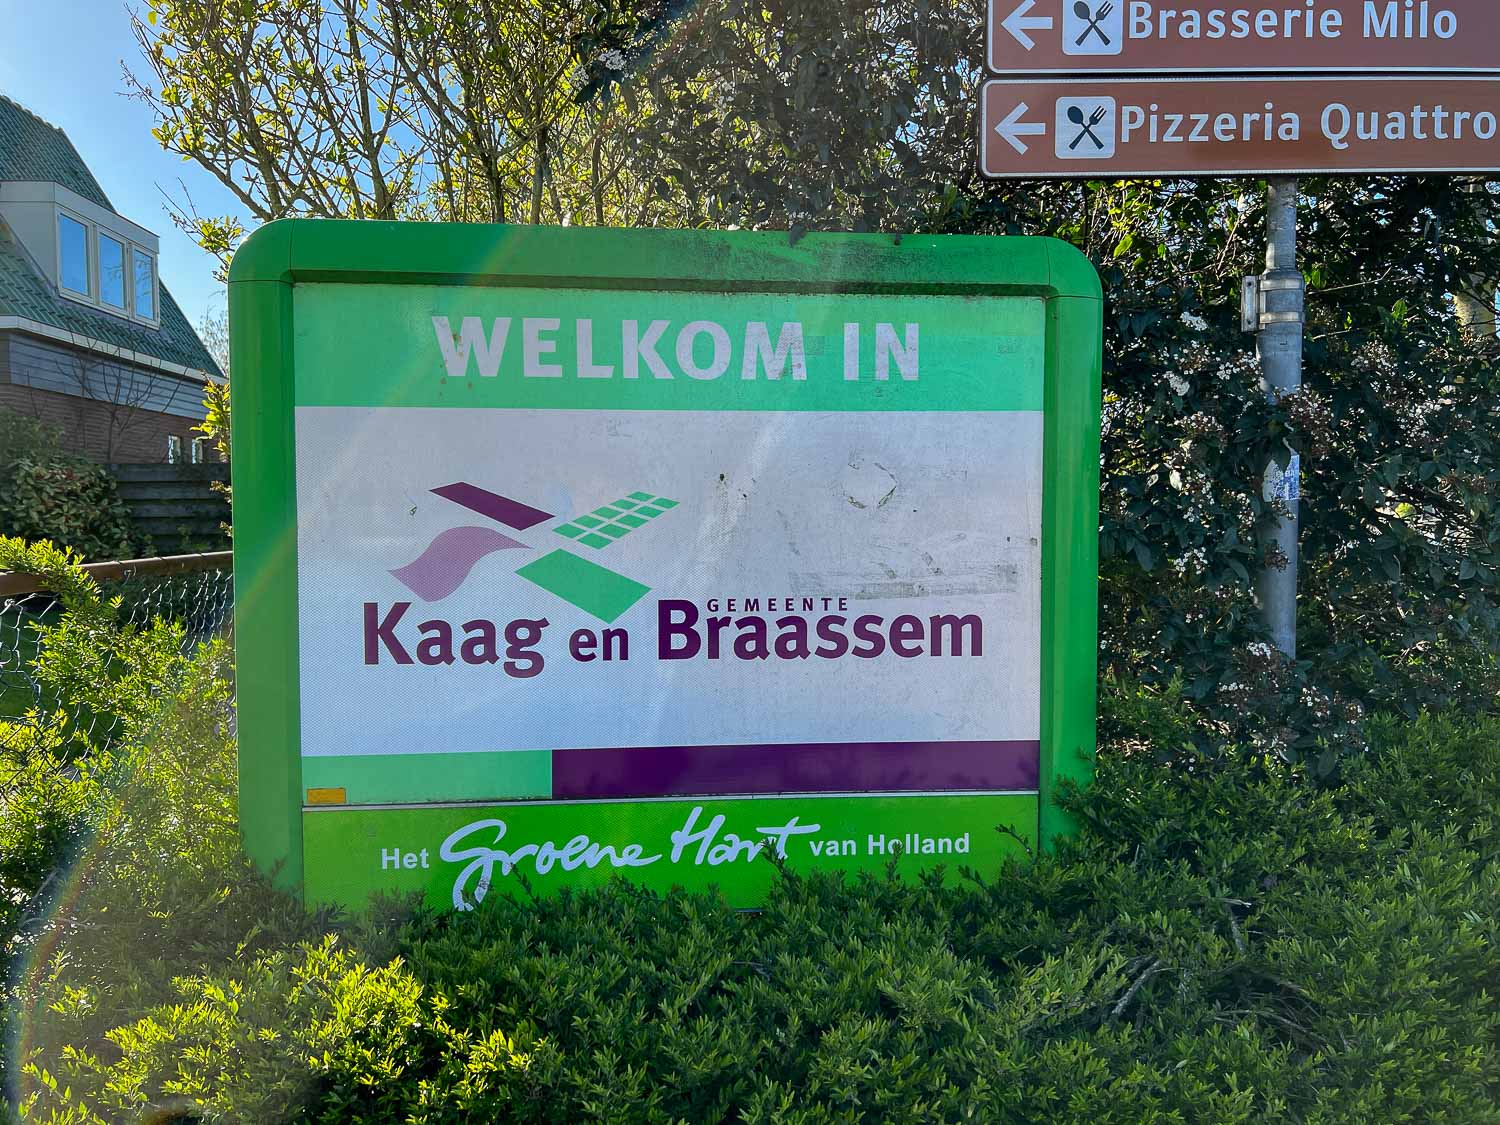 Brasserie Milo
Pizzeria Quattro
WELKOM IN
GEMEENTE
Kaag en Braassem
Het Groene Hart van Holland